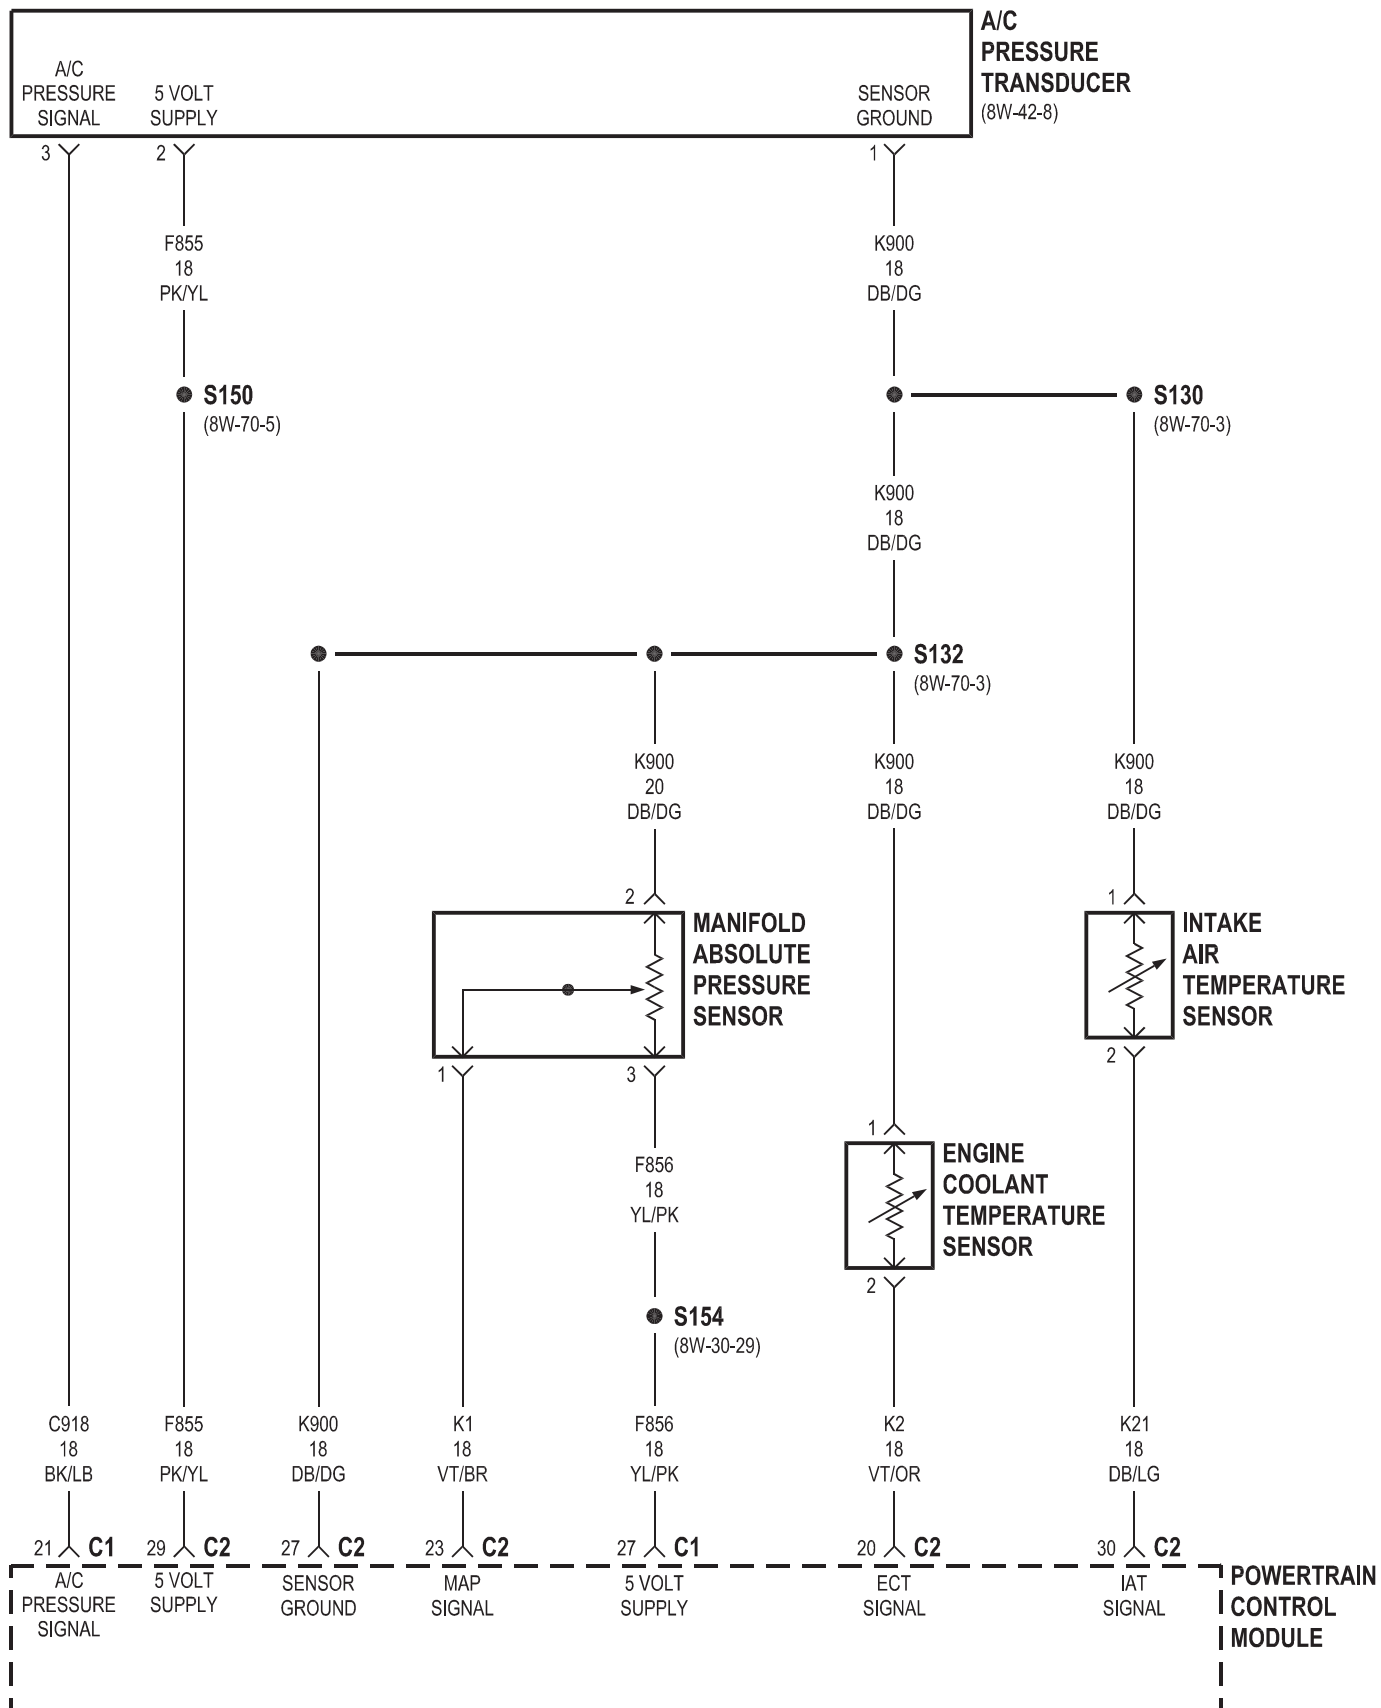 A/C
PRESSURE
TRANSDUCER
(8W-42-8)
A/C
PRESSURE
SIGNAL
5 VOLT
SUPPLY
SENSOR
GROUND
3
2
1
F855
18
PK/YL
K900
18
DB/DG
S150
(8W-70-5)
S130
(8W-70-3)
K900
18
DB/DG
S132
(8W-70-3)
K900
20
DB/DG
K900
18
DB/DG
K900
18
DB/DG
2
MANIFOLD
ABSOLUTE
PRESSURE
SENSOR
1
3
1
INTAKE
AIR
TEMPERATURE
SENSOR
2
1
ENGINE
COOLANT
TEMPERATURE
SENSOR
2
F856
18
YL/PK
S154
(8W-30-29)
C918
18
BK/LB
F855
18
PK/YL
K900
18
DB/DG
K1
18
VT/BR
F856
18
YL/PK
K2
18
VT/OR
K21
18
DB/LG
21 C1
29 C2
27 C2
23 C2
27 C1
20 C2
30 C2
A/C
PRESSURE
SIGNAL
5 VOLT
SUPPLY
SENSOR
GROUND
MAP
SIGNAL
5 VOLT
SUPPLY
ECT
SIGNAL
IAT
SIGNAL
POWERTRAIN
CONTROL
MODULE